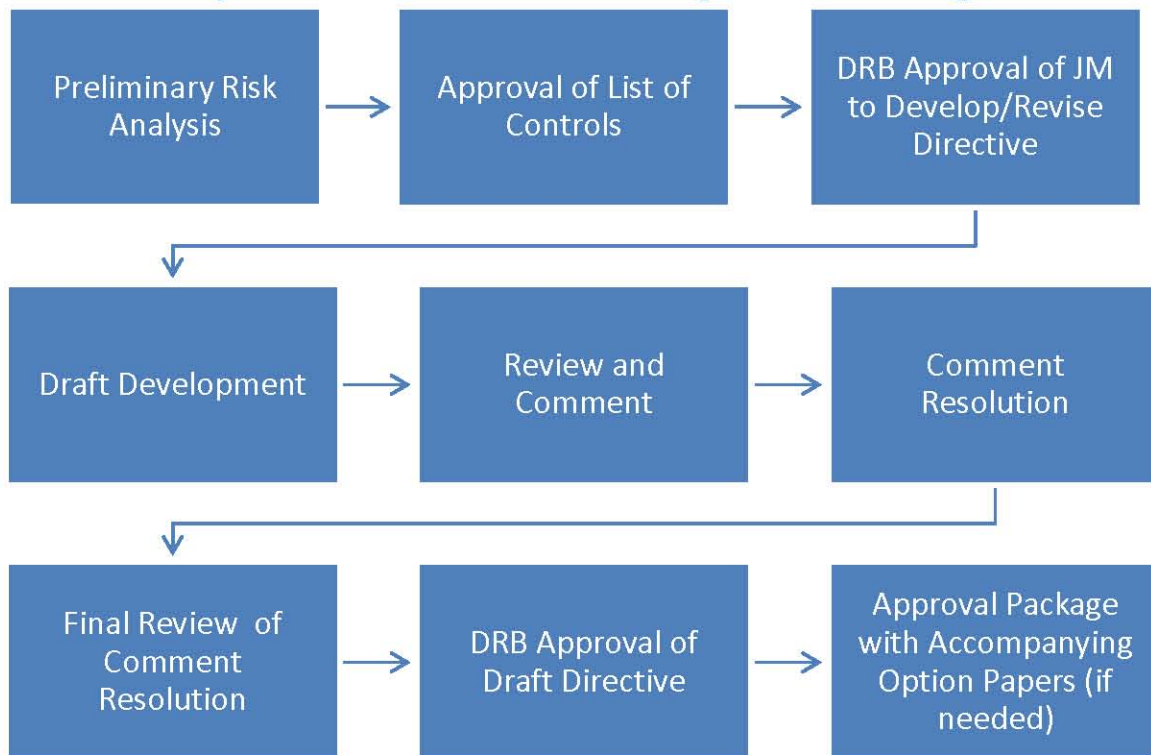 Preliminary Risk
Analysis
Approval of List of
Controls
DRB Approval of JM
to Develop/Revise
Directive
Draft Development
Review and
Comment
Comment
Resolution
Final Review of
Comment
Resolution
DRB Approval of
Draft Directive
Approval Package
with Accompanying
Option Papers (if
needed)